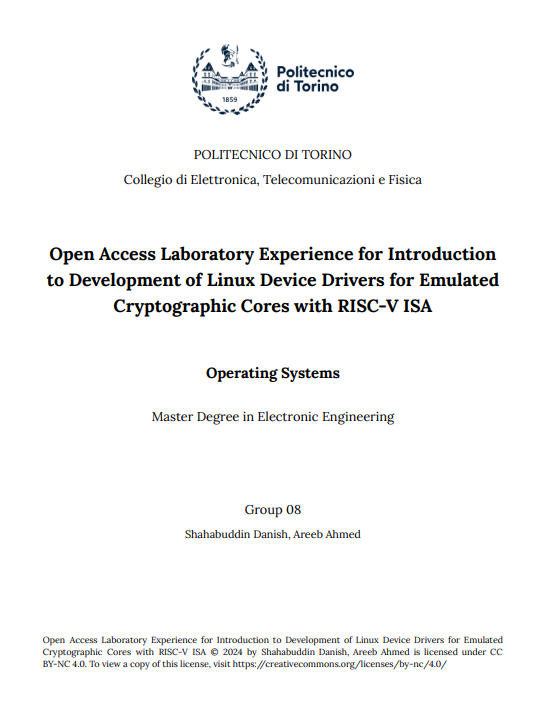 Politecnico
di Torino
1859
POLITECNICO DI TORINO
Collegio di Elettronica, Telecomunicazioni e Fisica
Open Access Laboratory Experience for Introduction
to Development of Linux Device Drivers for Emulated
Cryptographic Cores with RISC-V ISA
Operating Systems
Master Degree in Electronic Engineering
Group 08
Shahabuddin Danish, Areeb Ahmed
Open Access Laboratory Experience for Introduction to Development of Linux Device Drivers for Emulated
Cryptographic Cores with RISC-V ISA © 2024 by Shahabuddin Danish, Areeb Ahmed is licensed under CC
BY-NC 4.0. To view a copy of this license, visit https://creativecommons.org/licenses/by-nc/4.0/